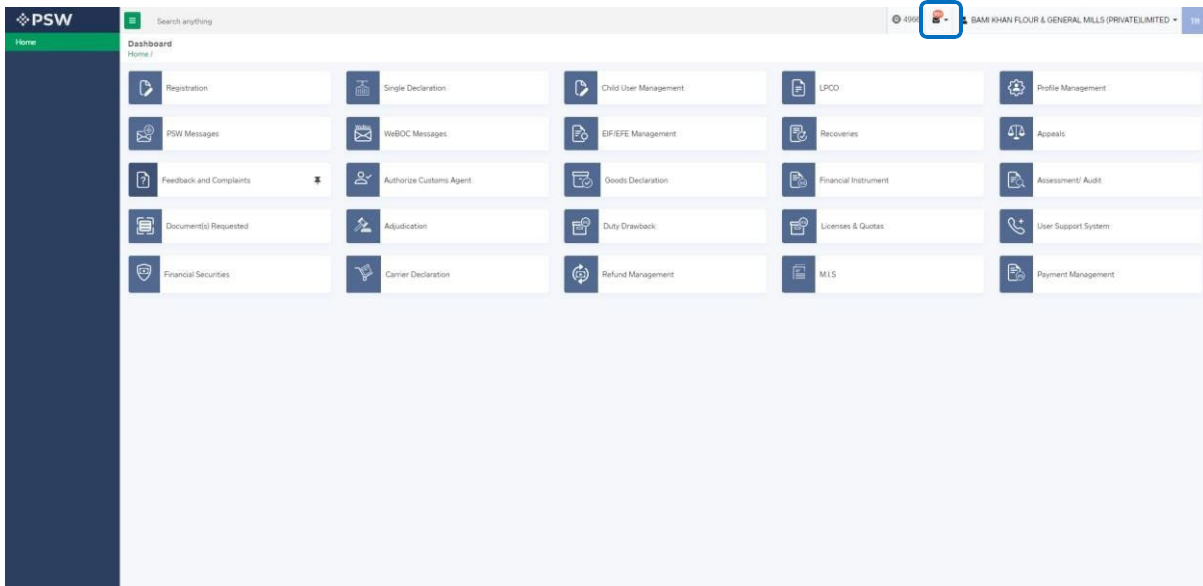 PSW
Search anything
4966
BAMI KHAN FLOUR & GENERAL MILLS (PRIVATE)LIMITED
Home
Dashboard
Home /
Registration
Single Declaration
Child User Management
LPCO
Profile Management
PSW Messages
WeBOC Messages
EIF/EFE Management
Recoveries
Appeals
Feedback and Complaints
Authorize Customs Agent
Goods Declaration
Financial Instrument
Assessment/ Audit
Document(s) Requested
Adjudication
Duty Drawback
Licenses & Quotas
User Support System
Financial Securities
Carrier Declaration
Refund Management
M.I.S
Payment Management